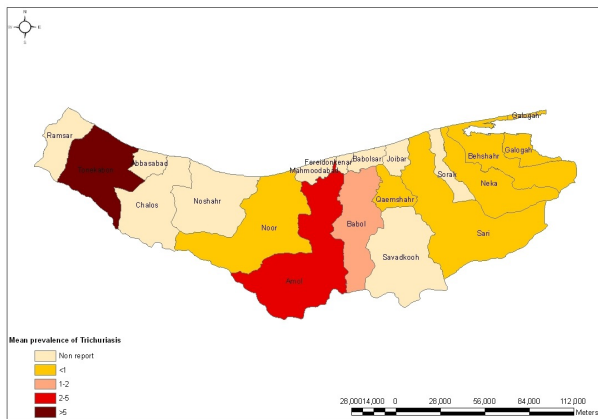 N
S
Galogah
Ramsar
Abbasabad
Fereidonkenar
Babolsar
Joibar
Behshahr
Galogah
Mahmoodabad
Sorak
Neka
Chalos
Noshahr
Qaemshahr
Noor
Babol
Sari
Savadkooh
Amol
Mean prevalence of Trichuriasis
Non report
<1
1-2
2-5
>5
28,000 14,000 0 28,000 56,000 84,000 112,000
Meters